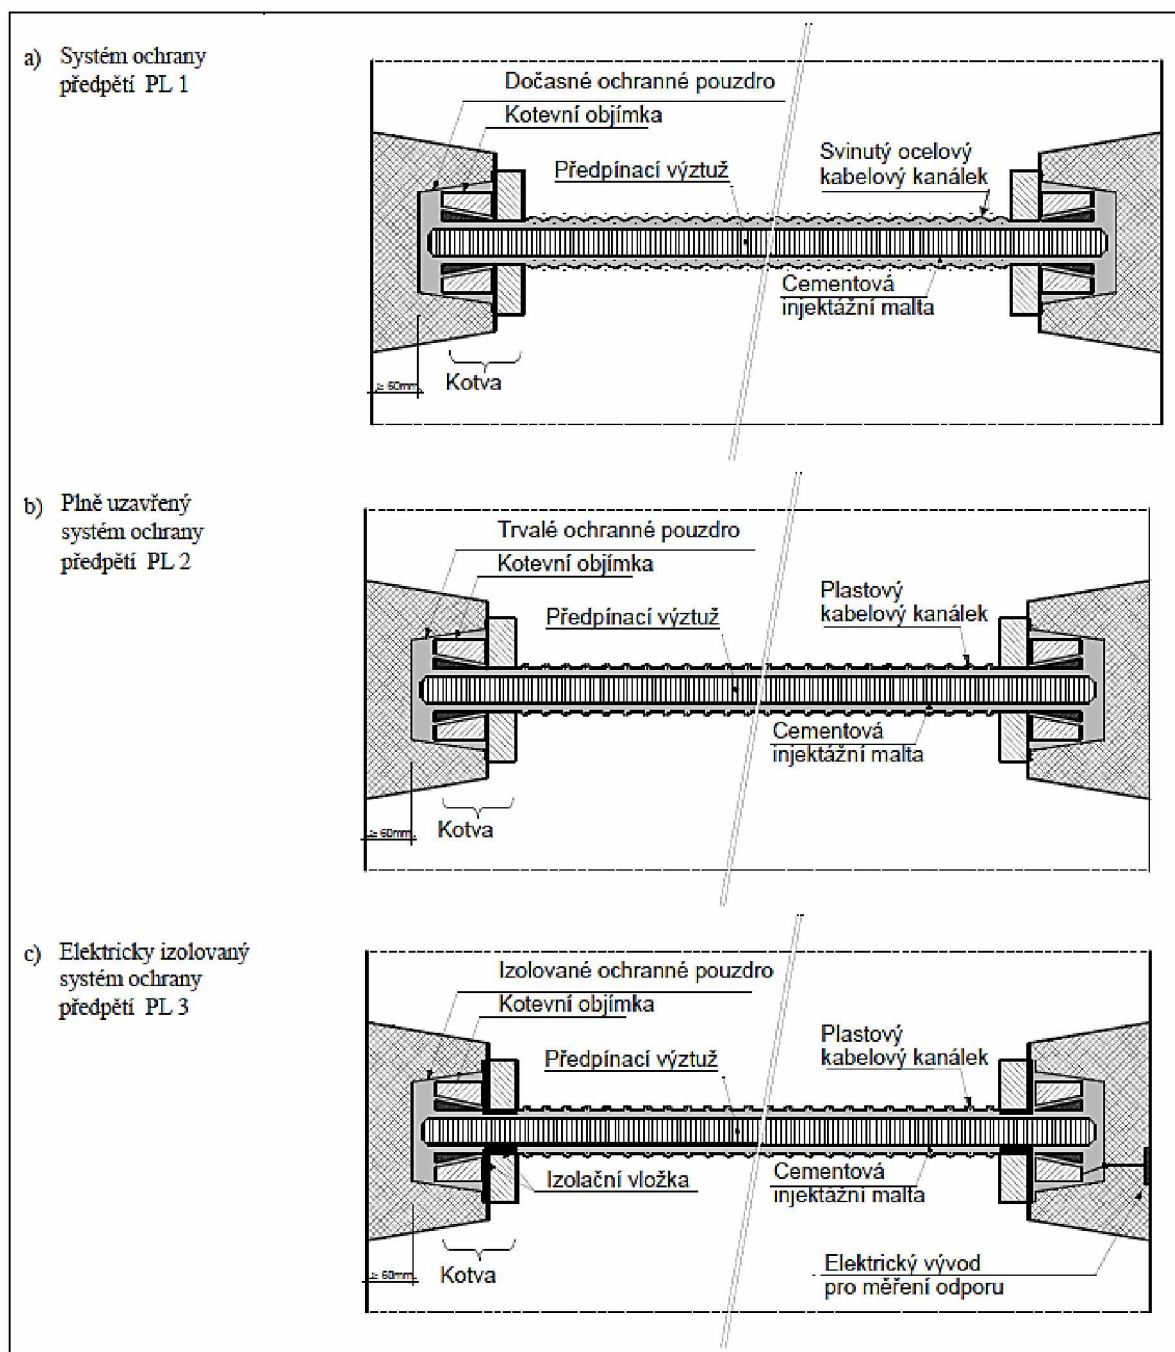 a) Systém ochrany
předpětí PL 1
Dočasné ochranné pouzdro
Kotevní objímka
Předpínací výztuž
Svinutý ocelový
kabelový kanálek
Cementová
injektážní malta
≥ 60mm
Kotva
b) Plně uzavřený
systém ochrany
předpětí PL 2
Trvalé ochranné pouzdro
Kotevní objímka
Předpínací výztuž
Plastový
kabelový kanálek
Cementová
injektážní malta
≥ 60mm
Kotva
c) Elektricky izolovaný
systém ochrany
předpětí PL 3
Izolované ochranné pouzdro
Kotevní objímka
Předpínací výztuž
Plastový
kabelový kanálek
Izolační vložka
Cementová
injektážní malta
≥ 60mm
Kotva
Elektrický vývod
pro měření odporu